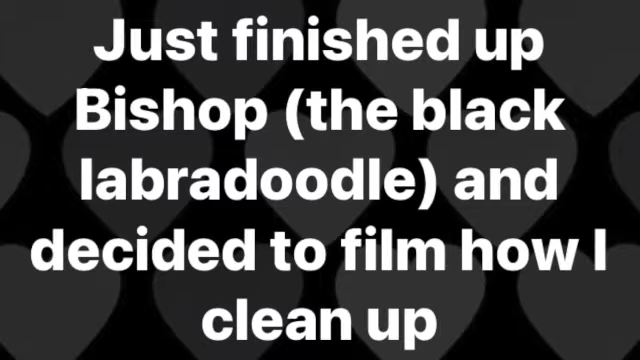 Just finished up
Bishop (the black
labradoodle) and
decided to film how I
clean up